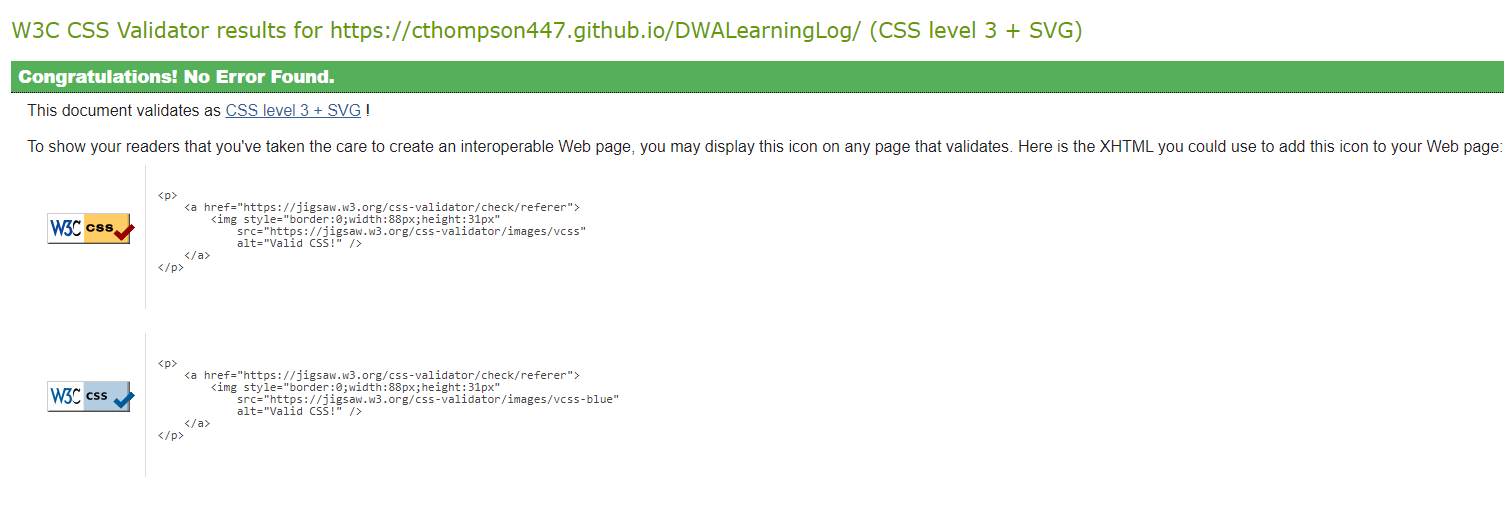 W3C CSS Validator results for https://cthompson447.github.io/DWALearningLog/ (CSS level 3 + SVG)
Congratulations! No Error Found.
This document validates as CSS level 3 + SVG !
To show your readers that you've taken the care to create an interoperable Web page, you may display this icon on any page that validates. Here is the XHTML you could use to add this icon to your Web page:
W3C css
<p>
<a href="https://jigsaw.w3.org/css-validator/check/referer">
<img style="border:0;width:88px;height:31px"
src="https://jigsaw.w3.org/css-validator/images/vcss"
alt="Valid CSS!" />
</a>
</p>
W3C css
<p>
<a href="https://jigsaw.w3.org/css-validator/check/referer">
<img style="border:0;width:88px;height:31px"
src="https://jigsaw.w3.org/css-validator/images/vcss-blue"
alt="Valid CSS!" />
</a>
</p>